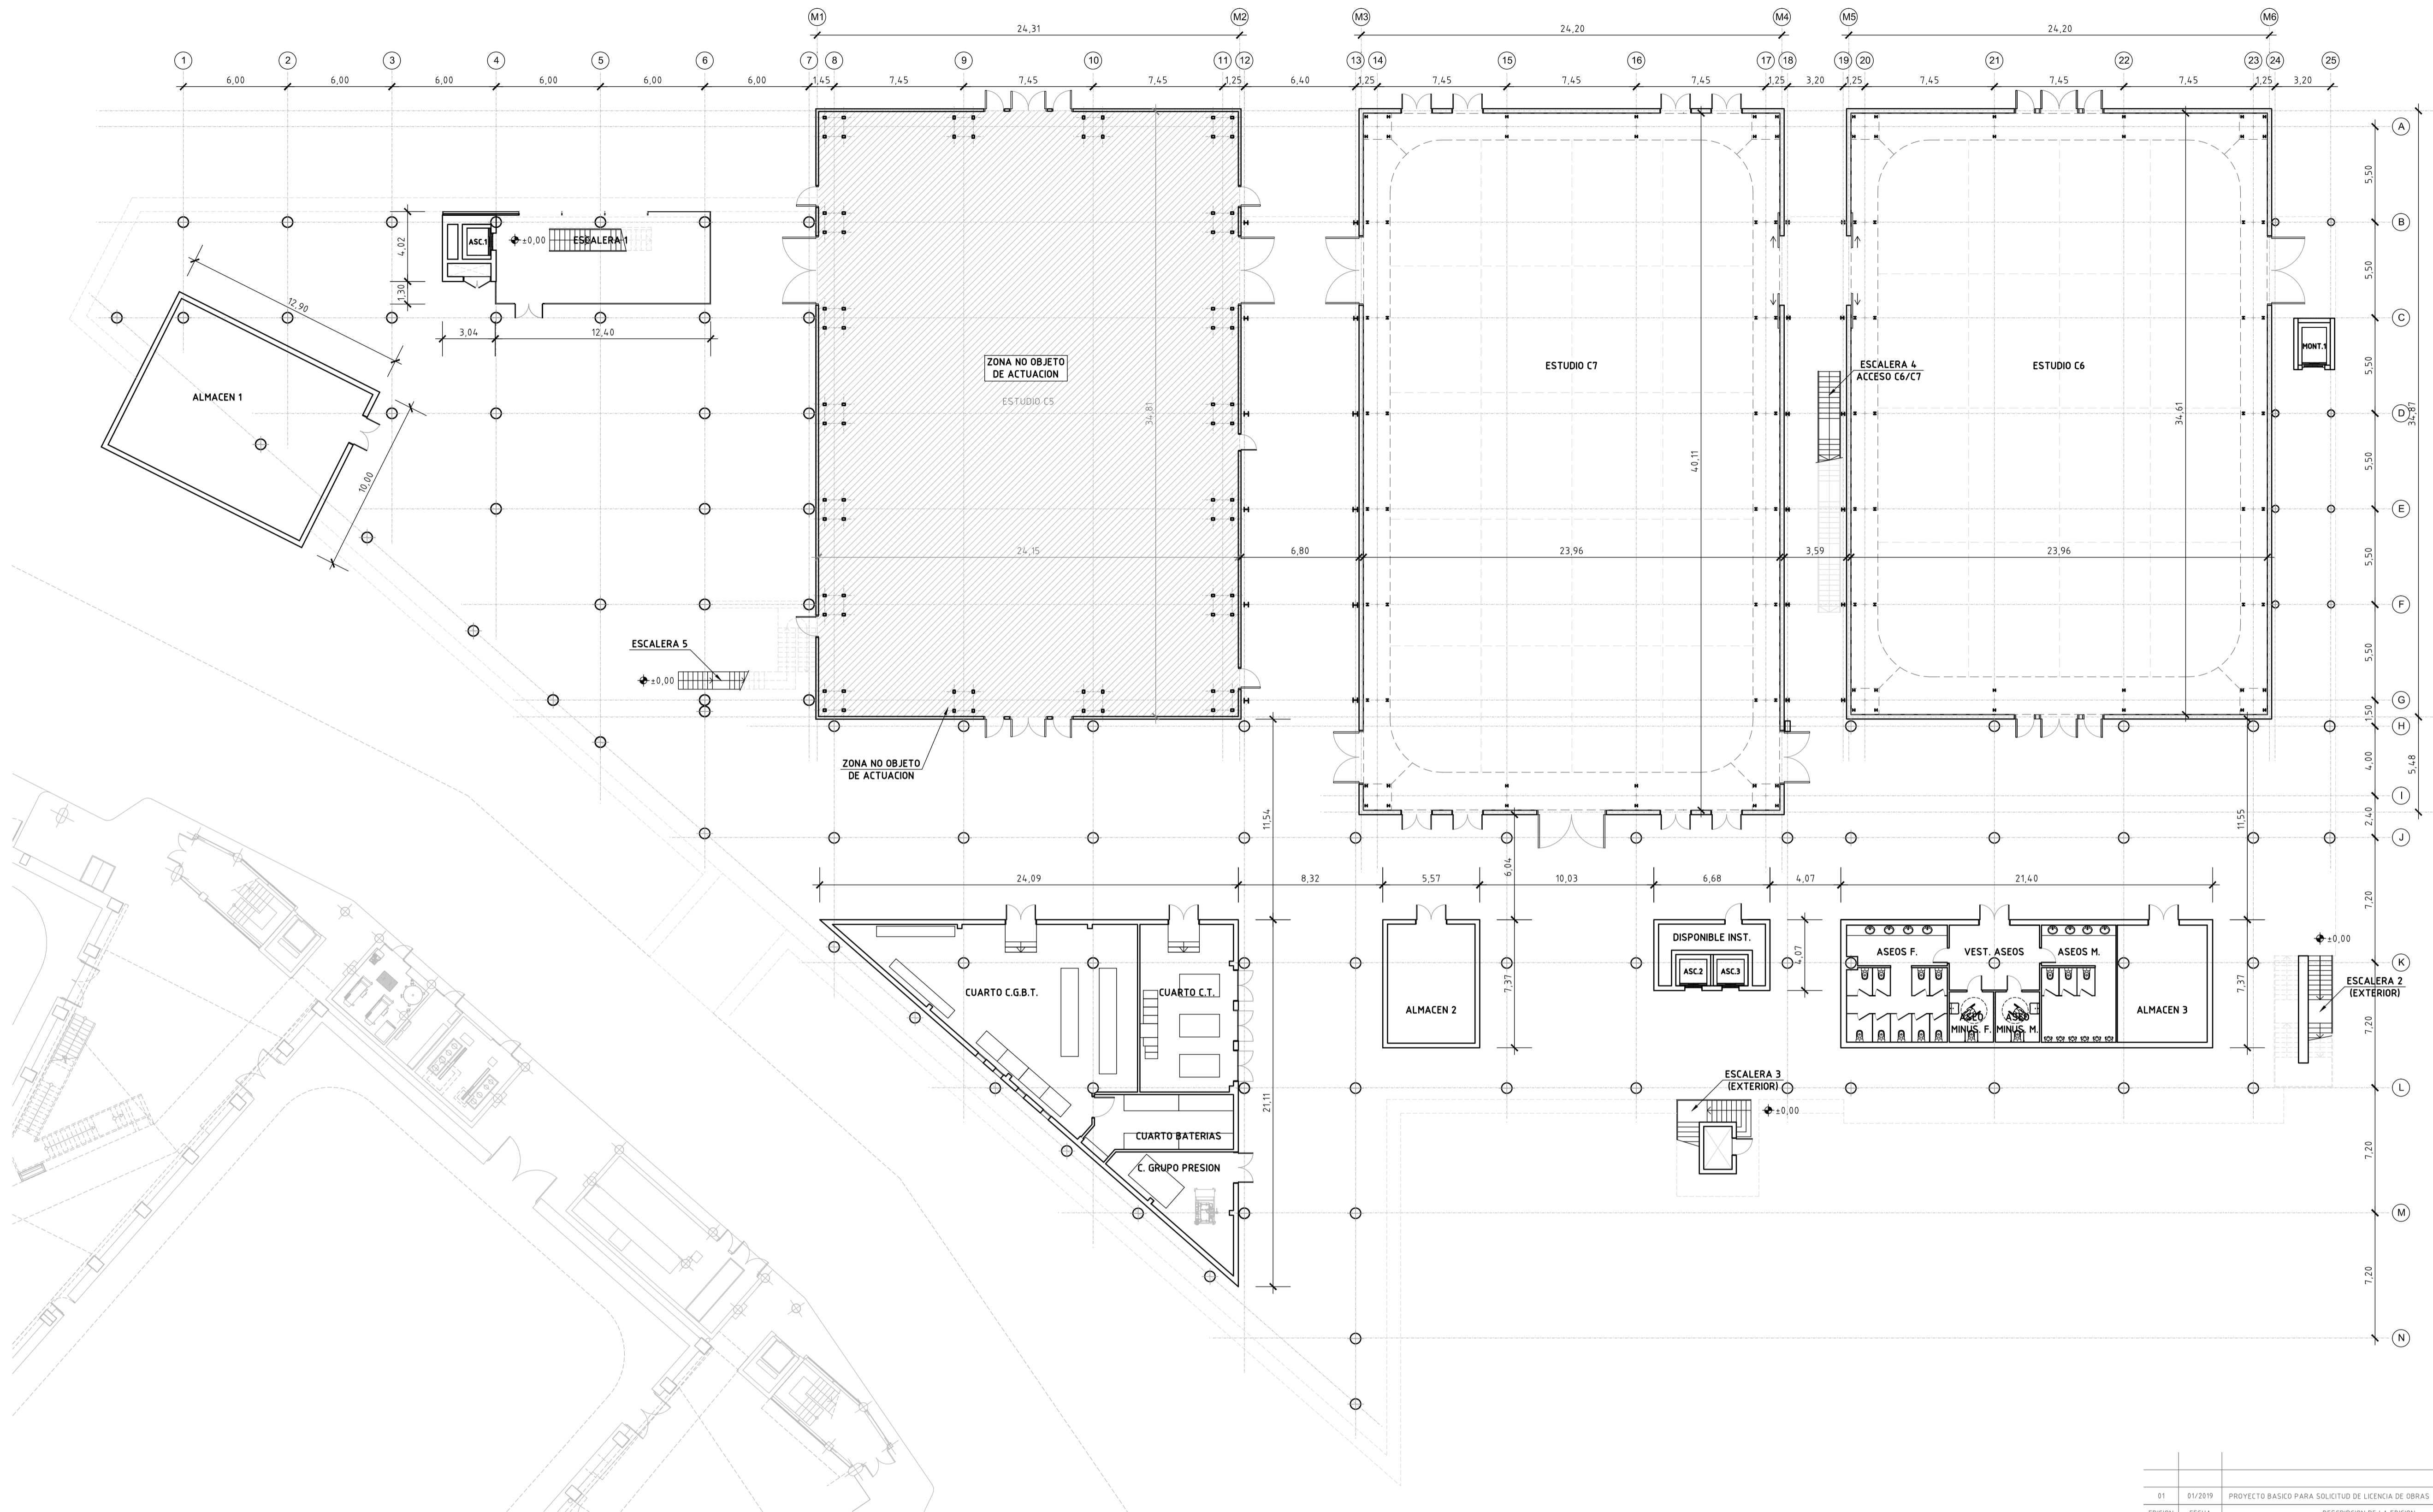 M1 M2 M3 M4 M5 M6
24,31 24,20 24,20
1 2 3 4 5 6 7 8 9 10 11 12 13 14 15 16 17 18 19 20 21 22 23 24 25
6,00 6,00 6,00 6,00 6,00 6,00 1,45 7,45 7,45 7,45 1,25 6,40 1,25 7,45 7,45 7,45 1,25 3,20 1,25 7,45 7,45 7,45 1,25 3,20
A
5,50
B
4,02
ASC.1
±0,00
ESCALERA 1
5,50
1,30
12,90
C
3,04
12,40
MONT.1
ZONA NO OBJETO
DE ACTUACION
ESTUDIO C7
ESCALERA 4
ACCESO C6/C7
ESTUDIO C6
5,50
ALMACEN 1
ESTUDIO C5
34,81
34,61
D
34,87
40,11
5,50
10,00
E
24,15
6,80
23,96
3,59
23,96
5,50
F
ESCALERA 5
5,50
±0,00
G
1,50
H
ZONA NO OBJETO
DE ACTUACION
4,00
5,48
I
11,54
11,55
2,40
J
6,04
24,09
8,32
5,57
10,03
6,68
4,07
21,40
7,20
DISPONIBLE INST.
±0,00
ASEOS F.
VEST. ASEOS
ASEOS M.
4,07
K
ASC.2
ASC.3
CUARTO C.G.B.T.
CUARTO C.T.
7,37
7,37
ESCALERA 2
(EXTERIOR)
ALMACEN 2
ALMACEN 3
ASEO
MINUS. F.
ASEO
MINUS. M.
7,20
ESCALERA 3
(EXTERIOR)
L
21,11
±0,00
CUARTO BATERIAS
7,20
C. GRUPO PRESION
M
7,20
N
01 01/2019 PROYECTO BASICO PARA SOLICITUD DE LICENCIA DE OBRAS
EDICION FECHA DESCRIPCION DE LA EDICION